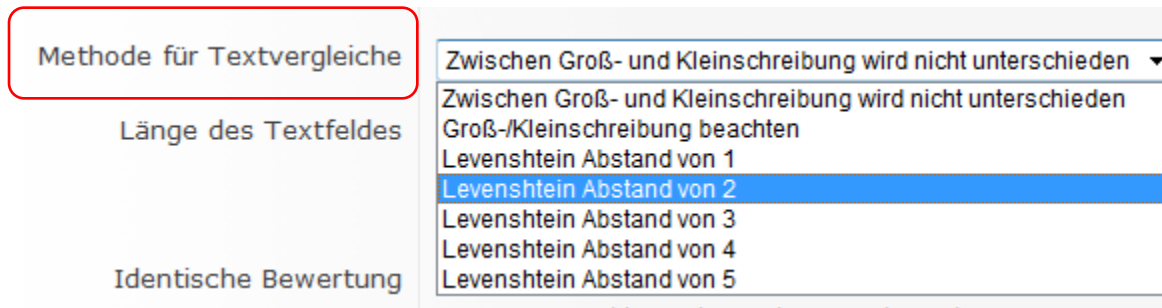 Methode für Textvergleiche
Zwischen Groß- und Kleinschreibung wird nicht unterschieden
Zwischen Groß- und Kleinschreibung wird nicht unterschieden
Groß-/Kleinschreibung beachten
Länge des Textfeldes
Levenshtein Abstand von 1
Levenshtein Abstand von 2
Levenshtein Abstand von 3
Levenshtein Abstand von 4
Identische Bewertung
Levenshtein Abstand von 5